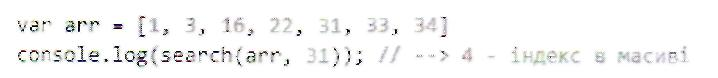 var arr = [1, 3, 16, 22, 31, 33, 34]
console.log(search(arr, 31)); // --> 4 - індекс в масиві